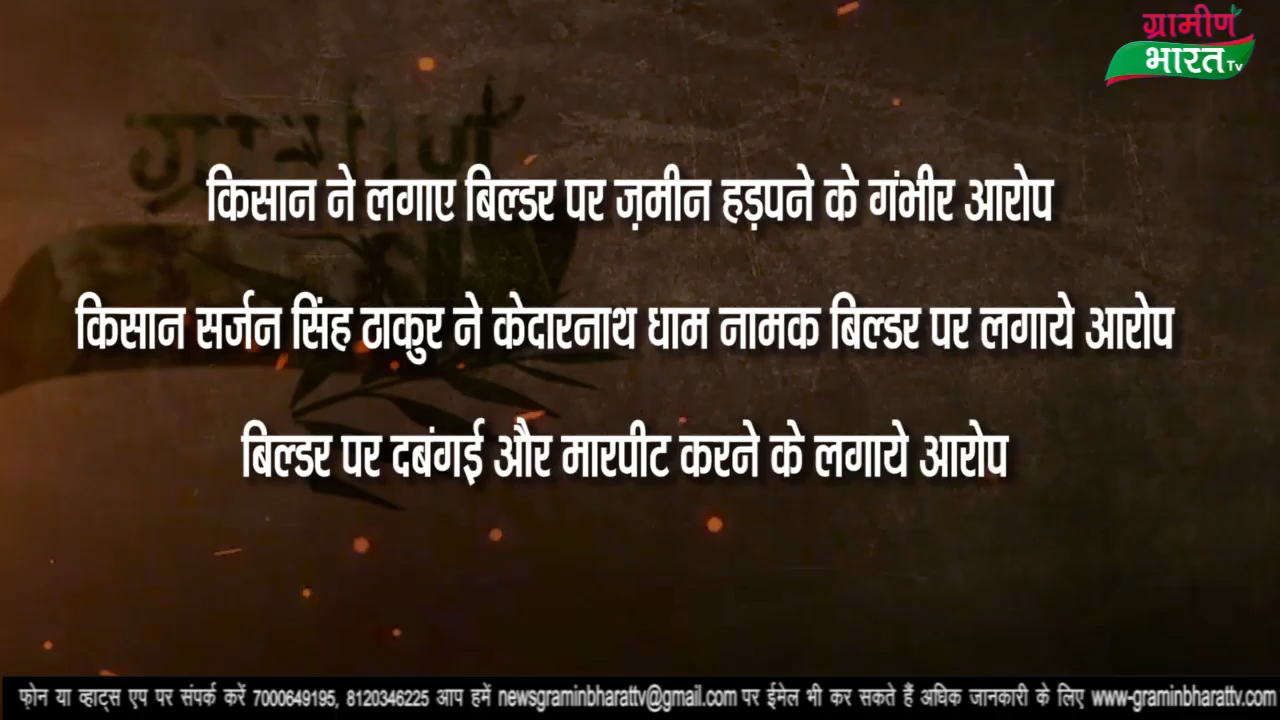 ग्रामीण
भारत Tv
किसान ने लगाए बिल्डर पर ज़मीन हड़पने के गंभीर आरोप
किसान सर्जन सिंह ठाकुर ने केदारनाथ धाम नामक बिल्डर पर लगाये आरोप
बिल्डर पर दबंगई और मारपीट करने के लगाये आरोप
फ़ोन या व्हाट्स एप पर संपर्क करें 7000649195, 8120346225 आप हमें newsgraminbharattv@gmail.com पर ईमेल भी कर सकते हैं अधिक जानकारी के लिए www-graminbharattv.com